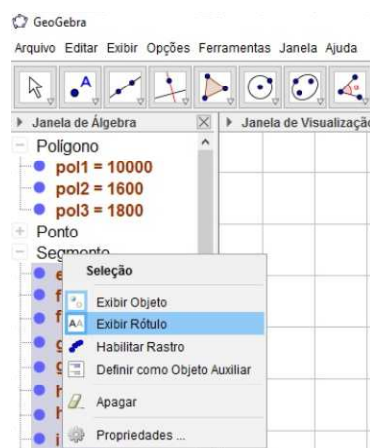 GeoGebra
Arquivo Editar Exibir Opções Ferramentas Janela Ajuda
A
Janela de Álgebra
Janela de Visualização
Polígono
pol1 = 10000
pol2 = 1600
pol3 = 1800
Ponto
Segmento
Seleção
Exibir Objeto
AA Exibir Rótulo
Habilitar Rastro
Definir como Objeto Auxiliar
Apagar
Propriedades ...